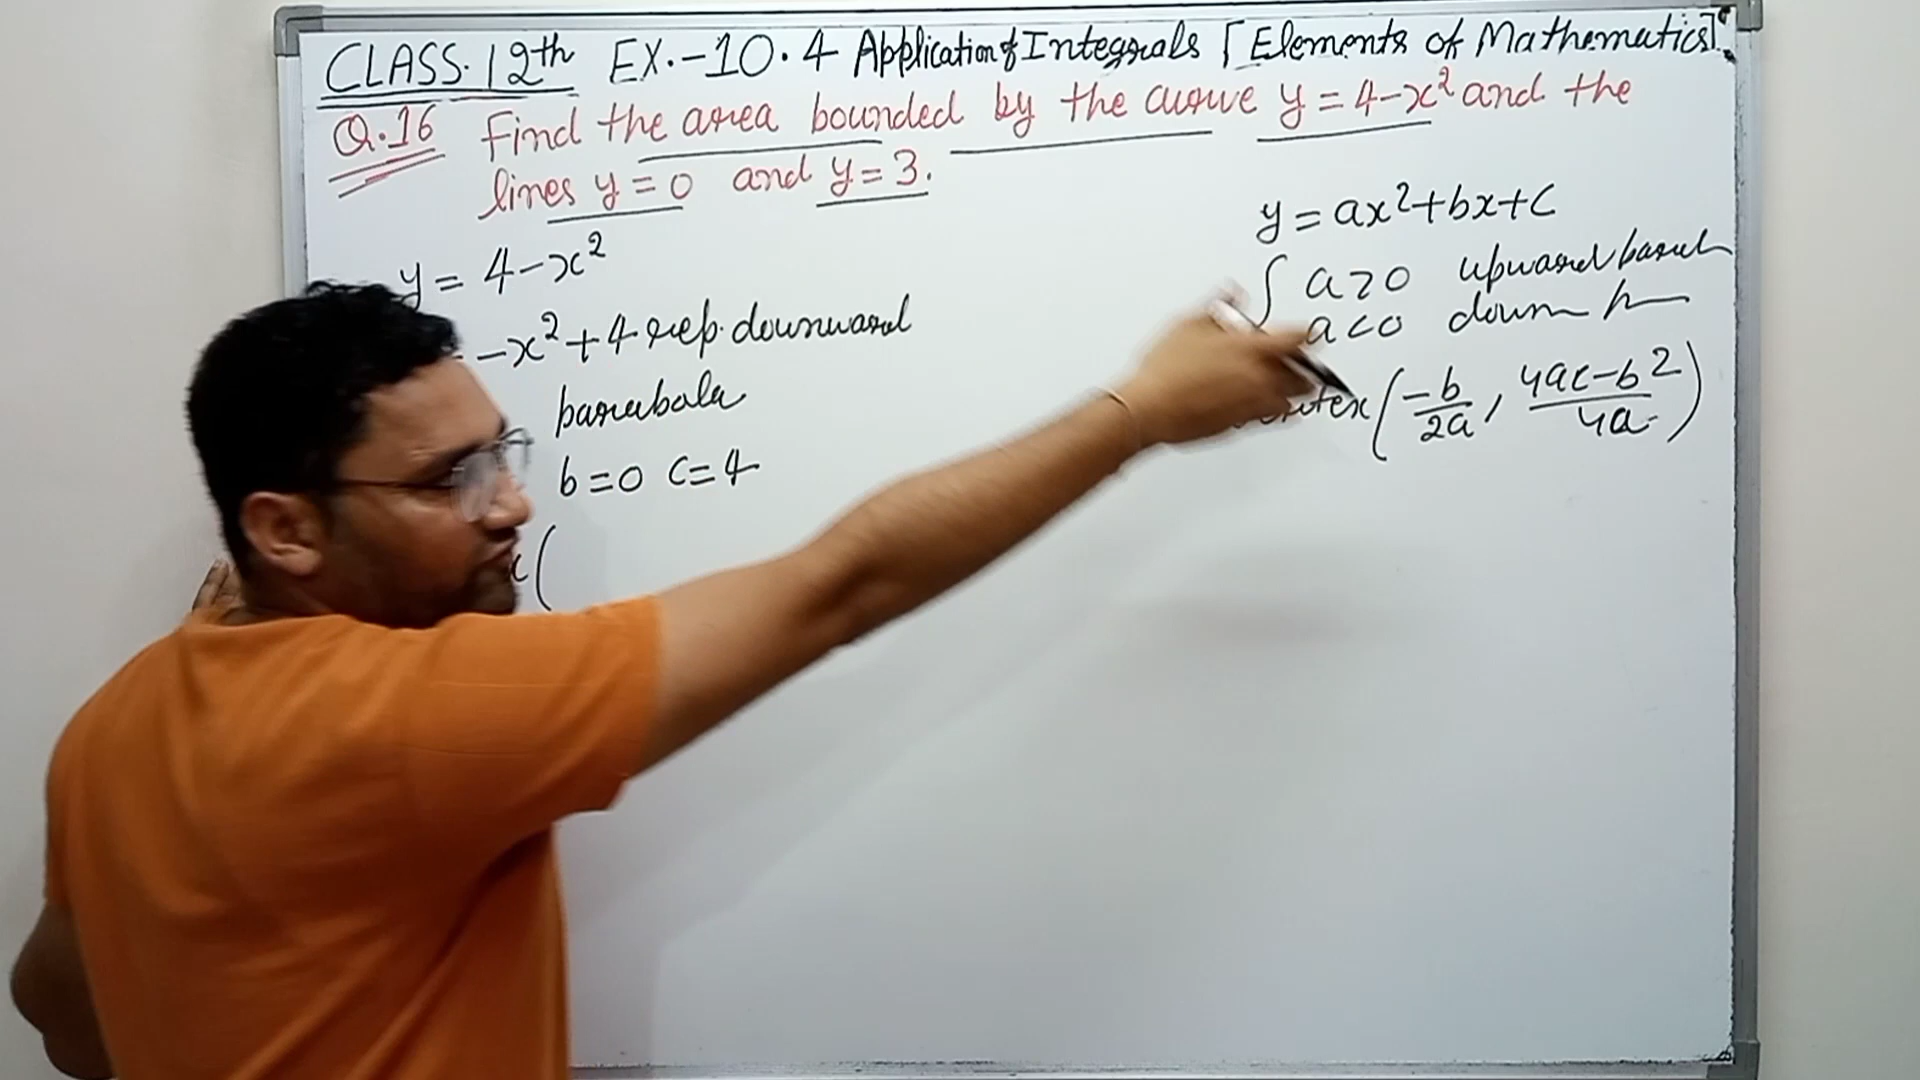 CLASS. 12th EX.-10.4 Application of Integrals [Elements of Mathematics]
Q.16 Find the area bounded by the curve y = 4-x² and the
lines y = 0 and y = 3.
y = 4-x²
-x²+4 rep. downward
parabola
b = 0 c = 4
(
y = ax²+bx+c
a>0 upward
a<0 down
(-b/2a, 4ac-b²/4a)